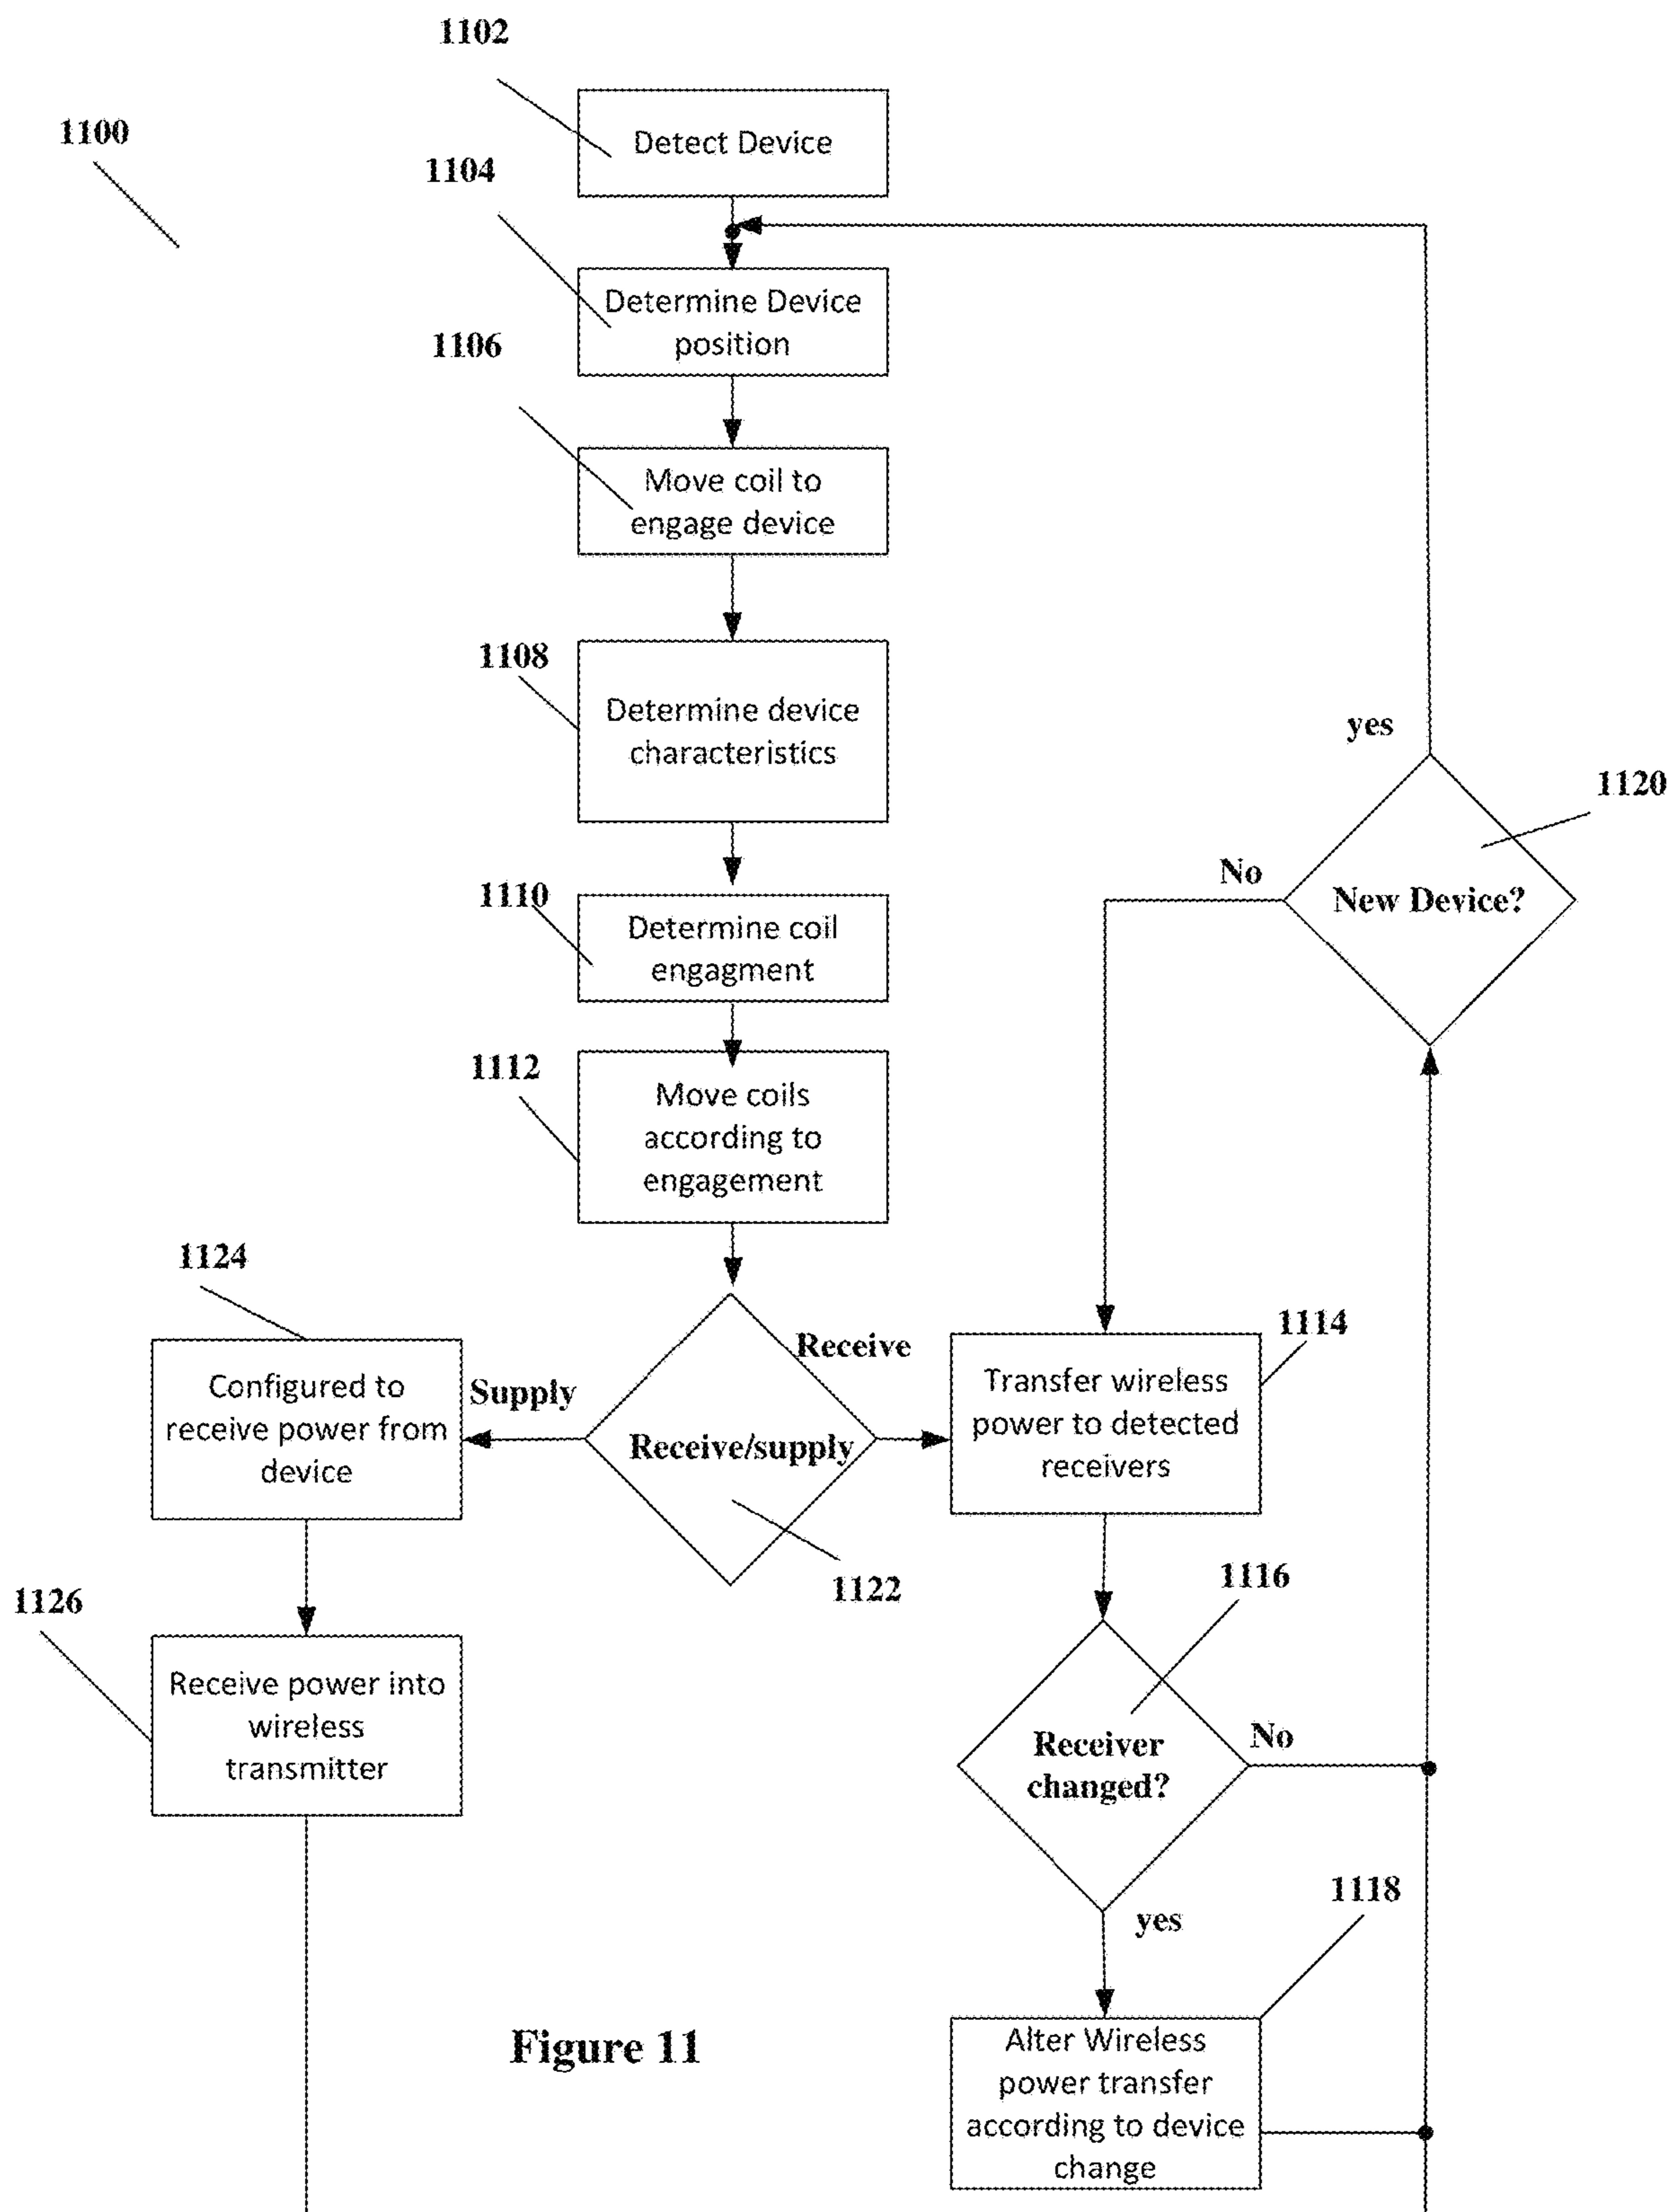 1102
1100
Detect Device
1104
Determine Device
position
1106
Move coil to
engage device
1108
Determine device
characteristics
yes
1120
New Device?
No
1110
Determine coil
engagment
1112
Move coils
according to
engagement
1124
Configured to
receive power from
device
Supply
Receive
Receive/supply
1122
1114
Transfer wireless
power to detected
receivers
1126
Receive power into
wireless
transmitter
1116
Receiver
changed?
No
yes
1118
Alter Wireless
power transfer
according to device
change
Figure 11